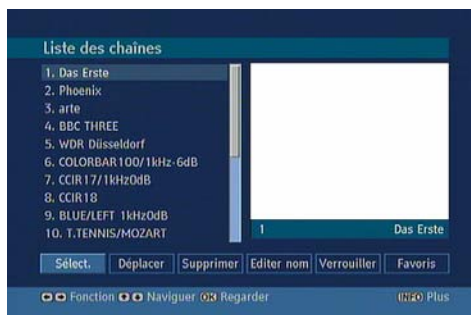 Liste des chaînes
1. Das Erste
2. Phoenix
3. arte
4. BBC THREE
5. WDR Düsseldorf
6. COLORBAR100/1kHz-6dB
7. CCIR17/1kHz0dB
8. CCIR18
9. BLUE/LEFT 1kHz0dB
10. T.TENNIS/MOZART
1 Das Erste
Sélect. Déplacer Supprimer Editer nom Verrouiller Favoris
Fonction Naviguer OK Regarder INFO Plus